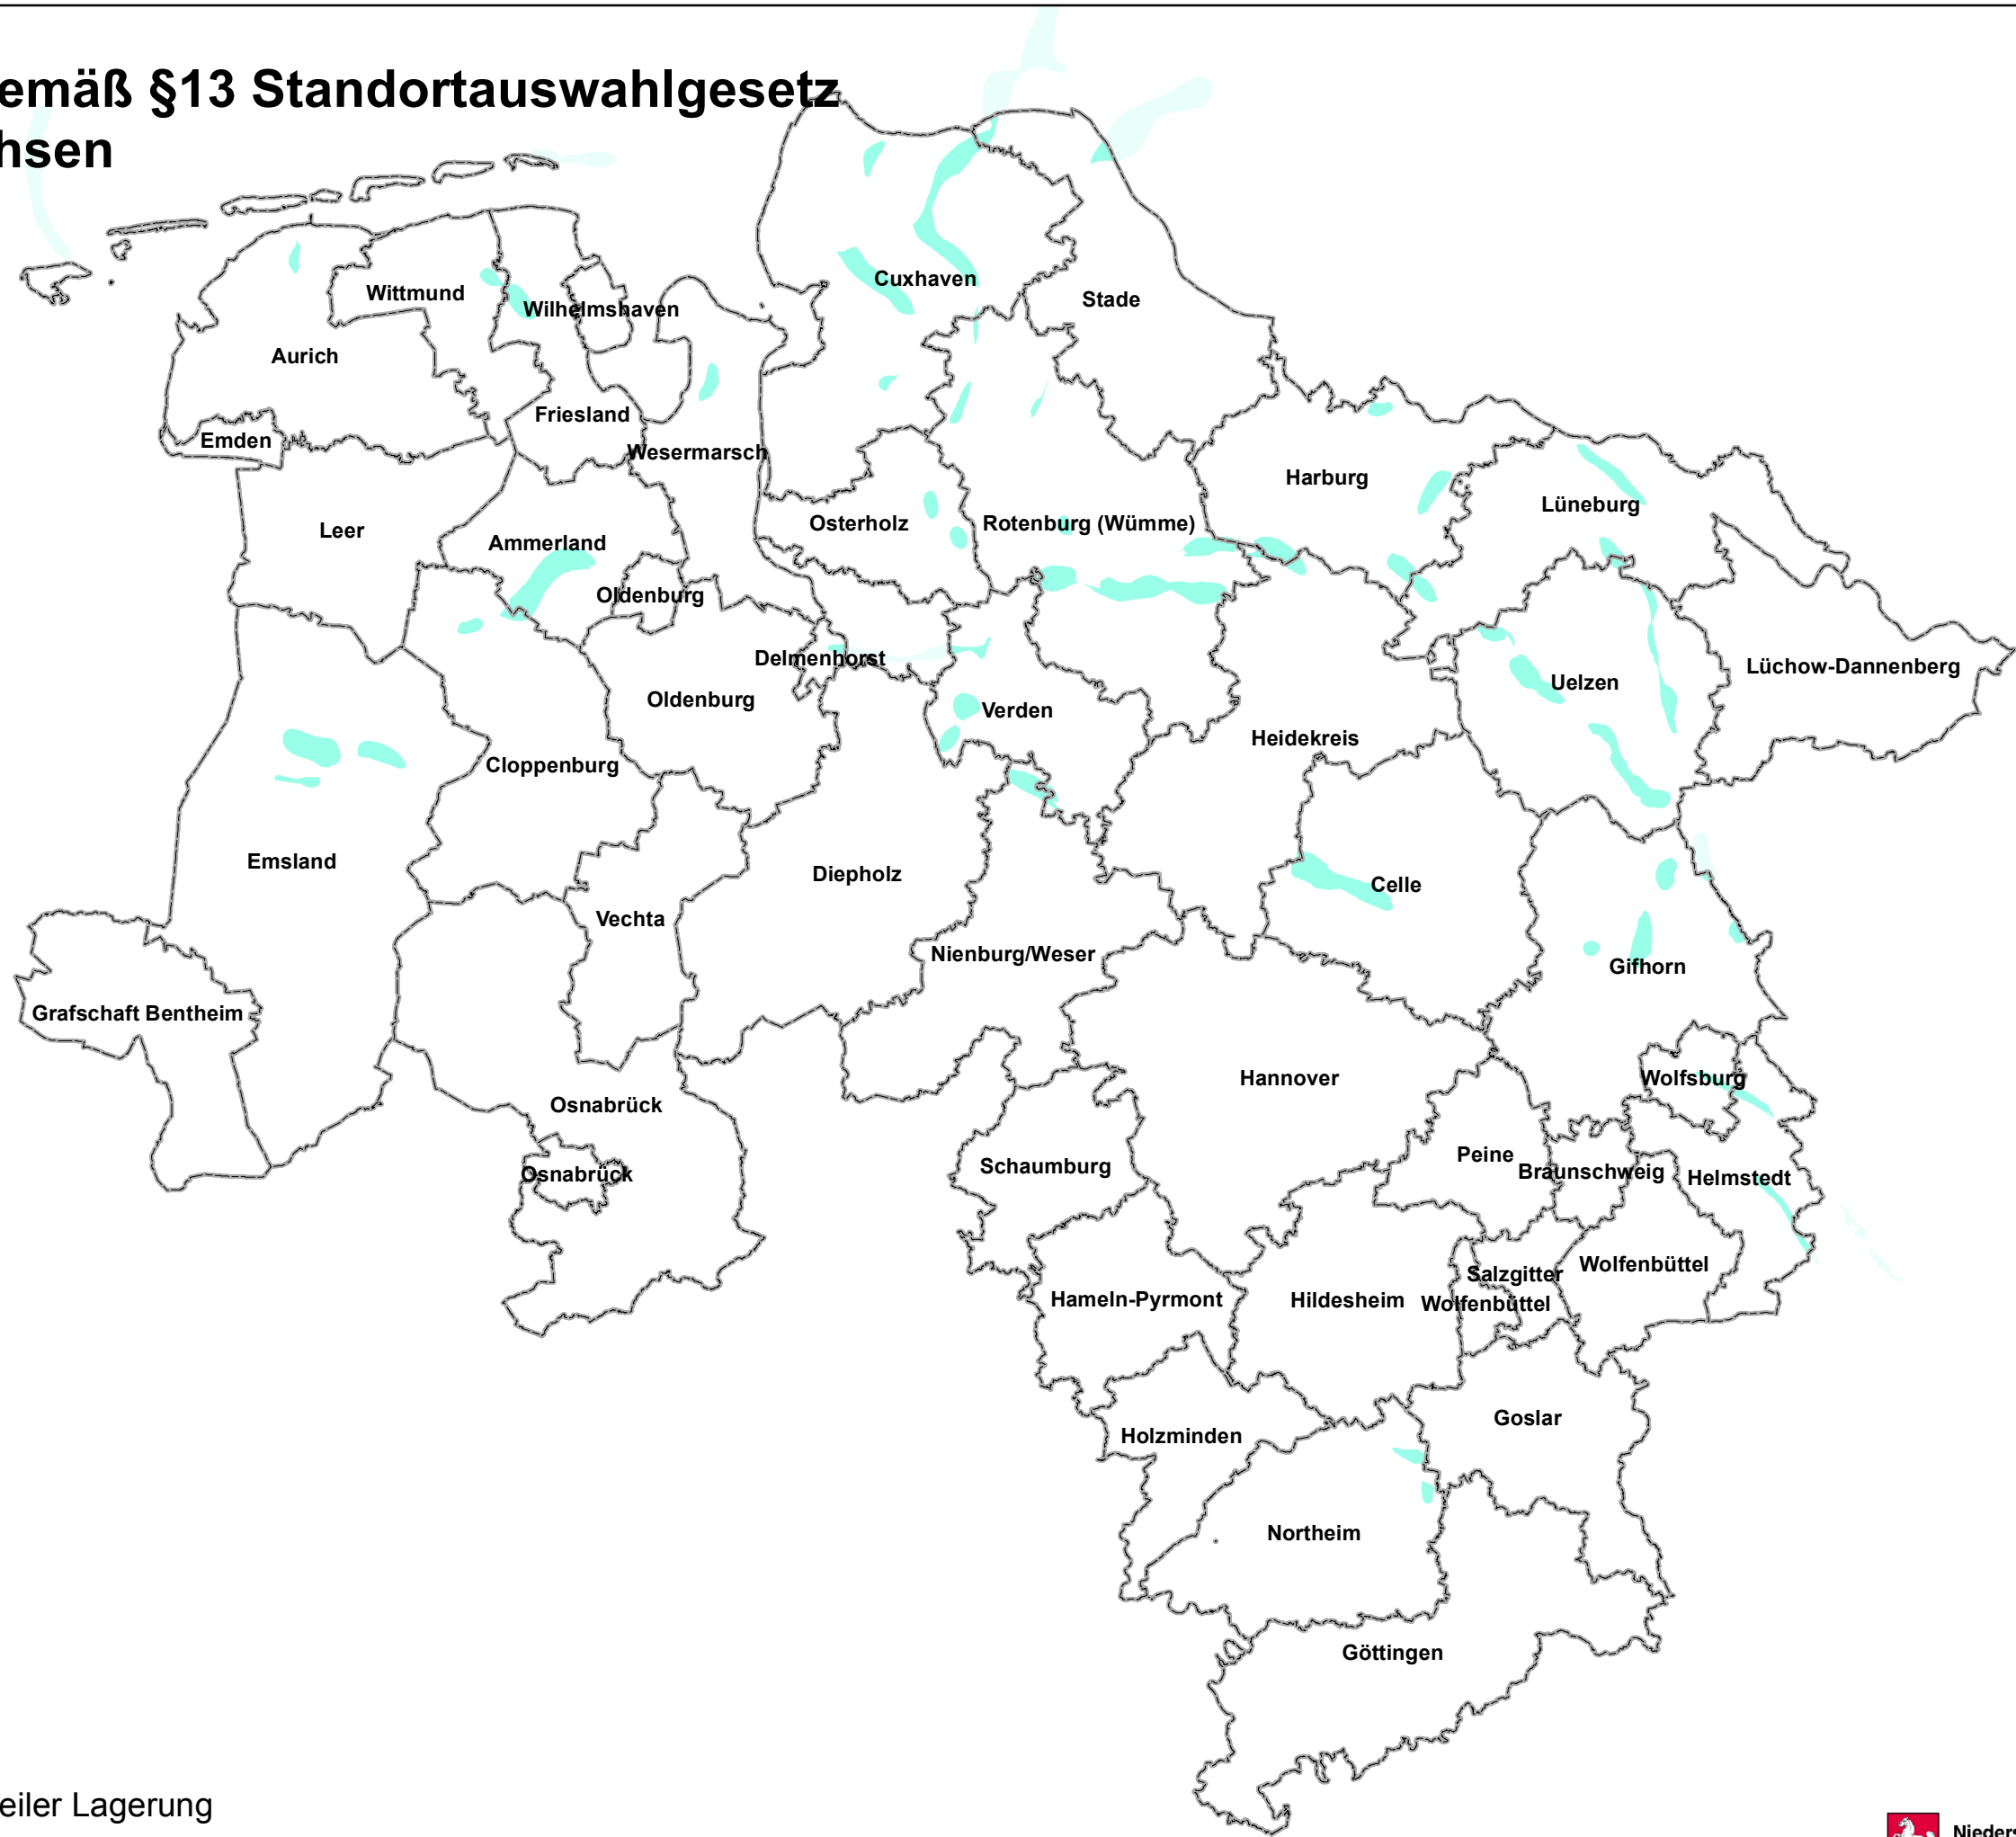 emäß §13 Standortauswahlgesetz
hsen
Cuxhaven
Wittmund
Stade
Wilhelmshaven
Aurich
Friesland
Emden
Wesermarsch
Harburg
Lüneburg
Osterholz
Rotenburg (Wümme)
Leer
Ammerland
Oldenburg
Delmenhorst
Lüchow-Dannenberg
Uelzen
Oldenburg
Verden
Heidekreis
Cloppenburg
Emsland
Diepholz
Celle
Vechta
Nienburg/Weser
Gifhorn
Grafschaft Bentheim
Hannover
Wolfsburg
Osnabrück
Peine
Schaumburg
Braunschweig
Osnabrück
Helmstedt
Wolfenbüttel
Salzgitter
Hameln-Pyrmont
Hildesheim
Wolfenbüttel
Goslar
Holzminden
Northeim
Göttingen
eiler Lagerung
Nieders